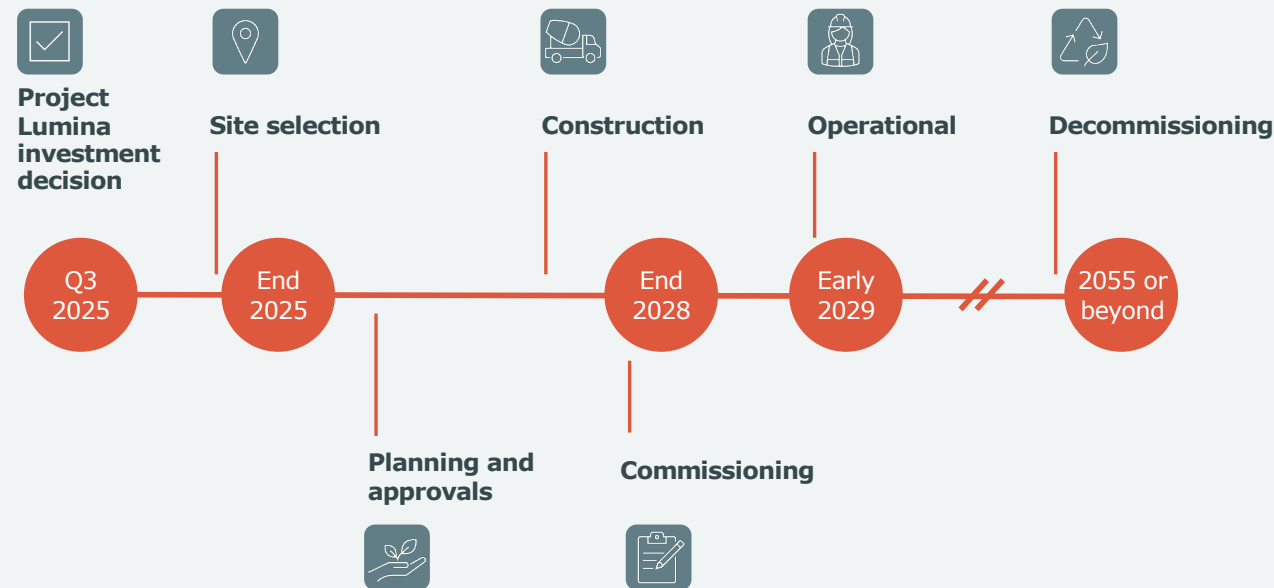 Project
Lumina
investment
decision
Site selection
Construction
Operational
Decommissioning
Q3
2025
End
2025
End
2028
Early
2029
2055 or
beyond
Planning and
approvals
Commissioning